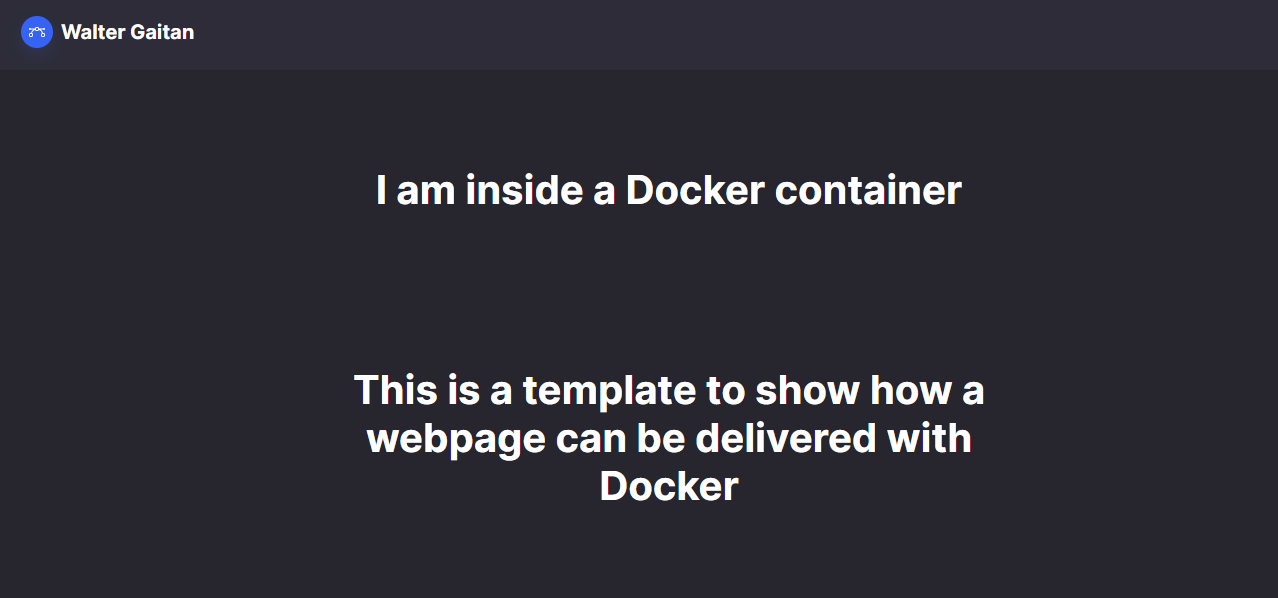 Walter Gaitan
I am inside a Docker container
This is a template to show how a
webpage can be delivered with
Docker